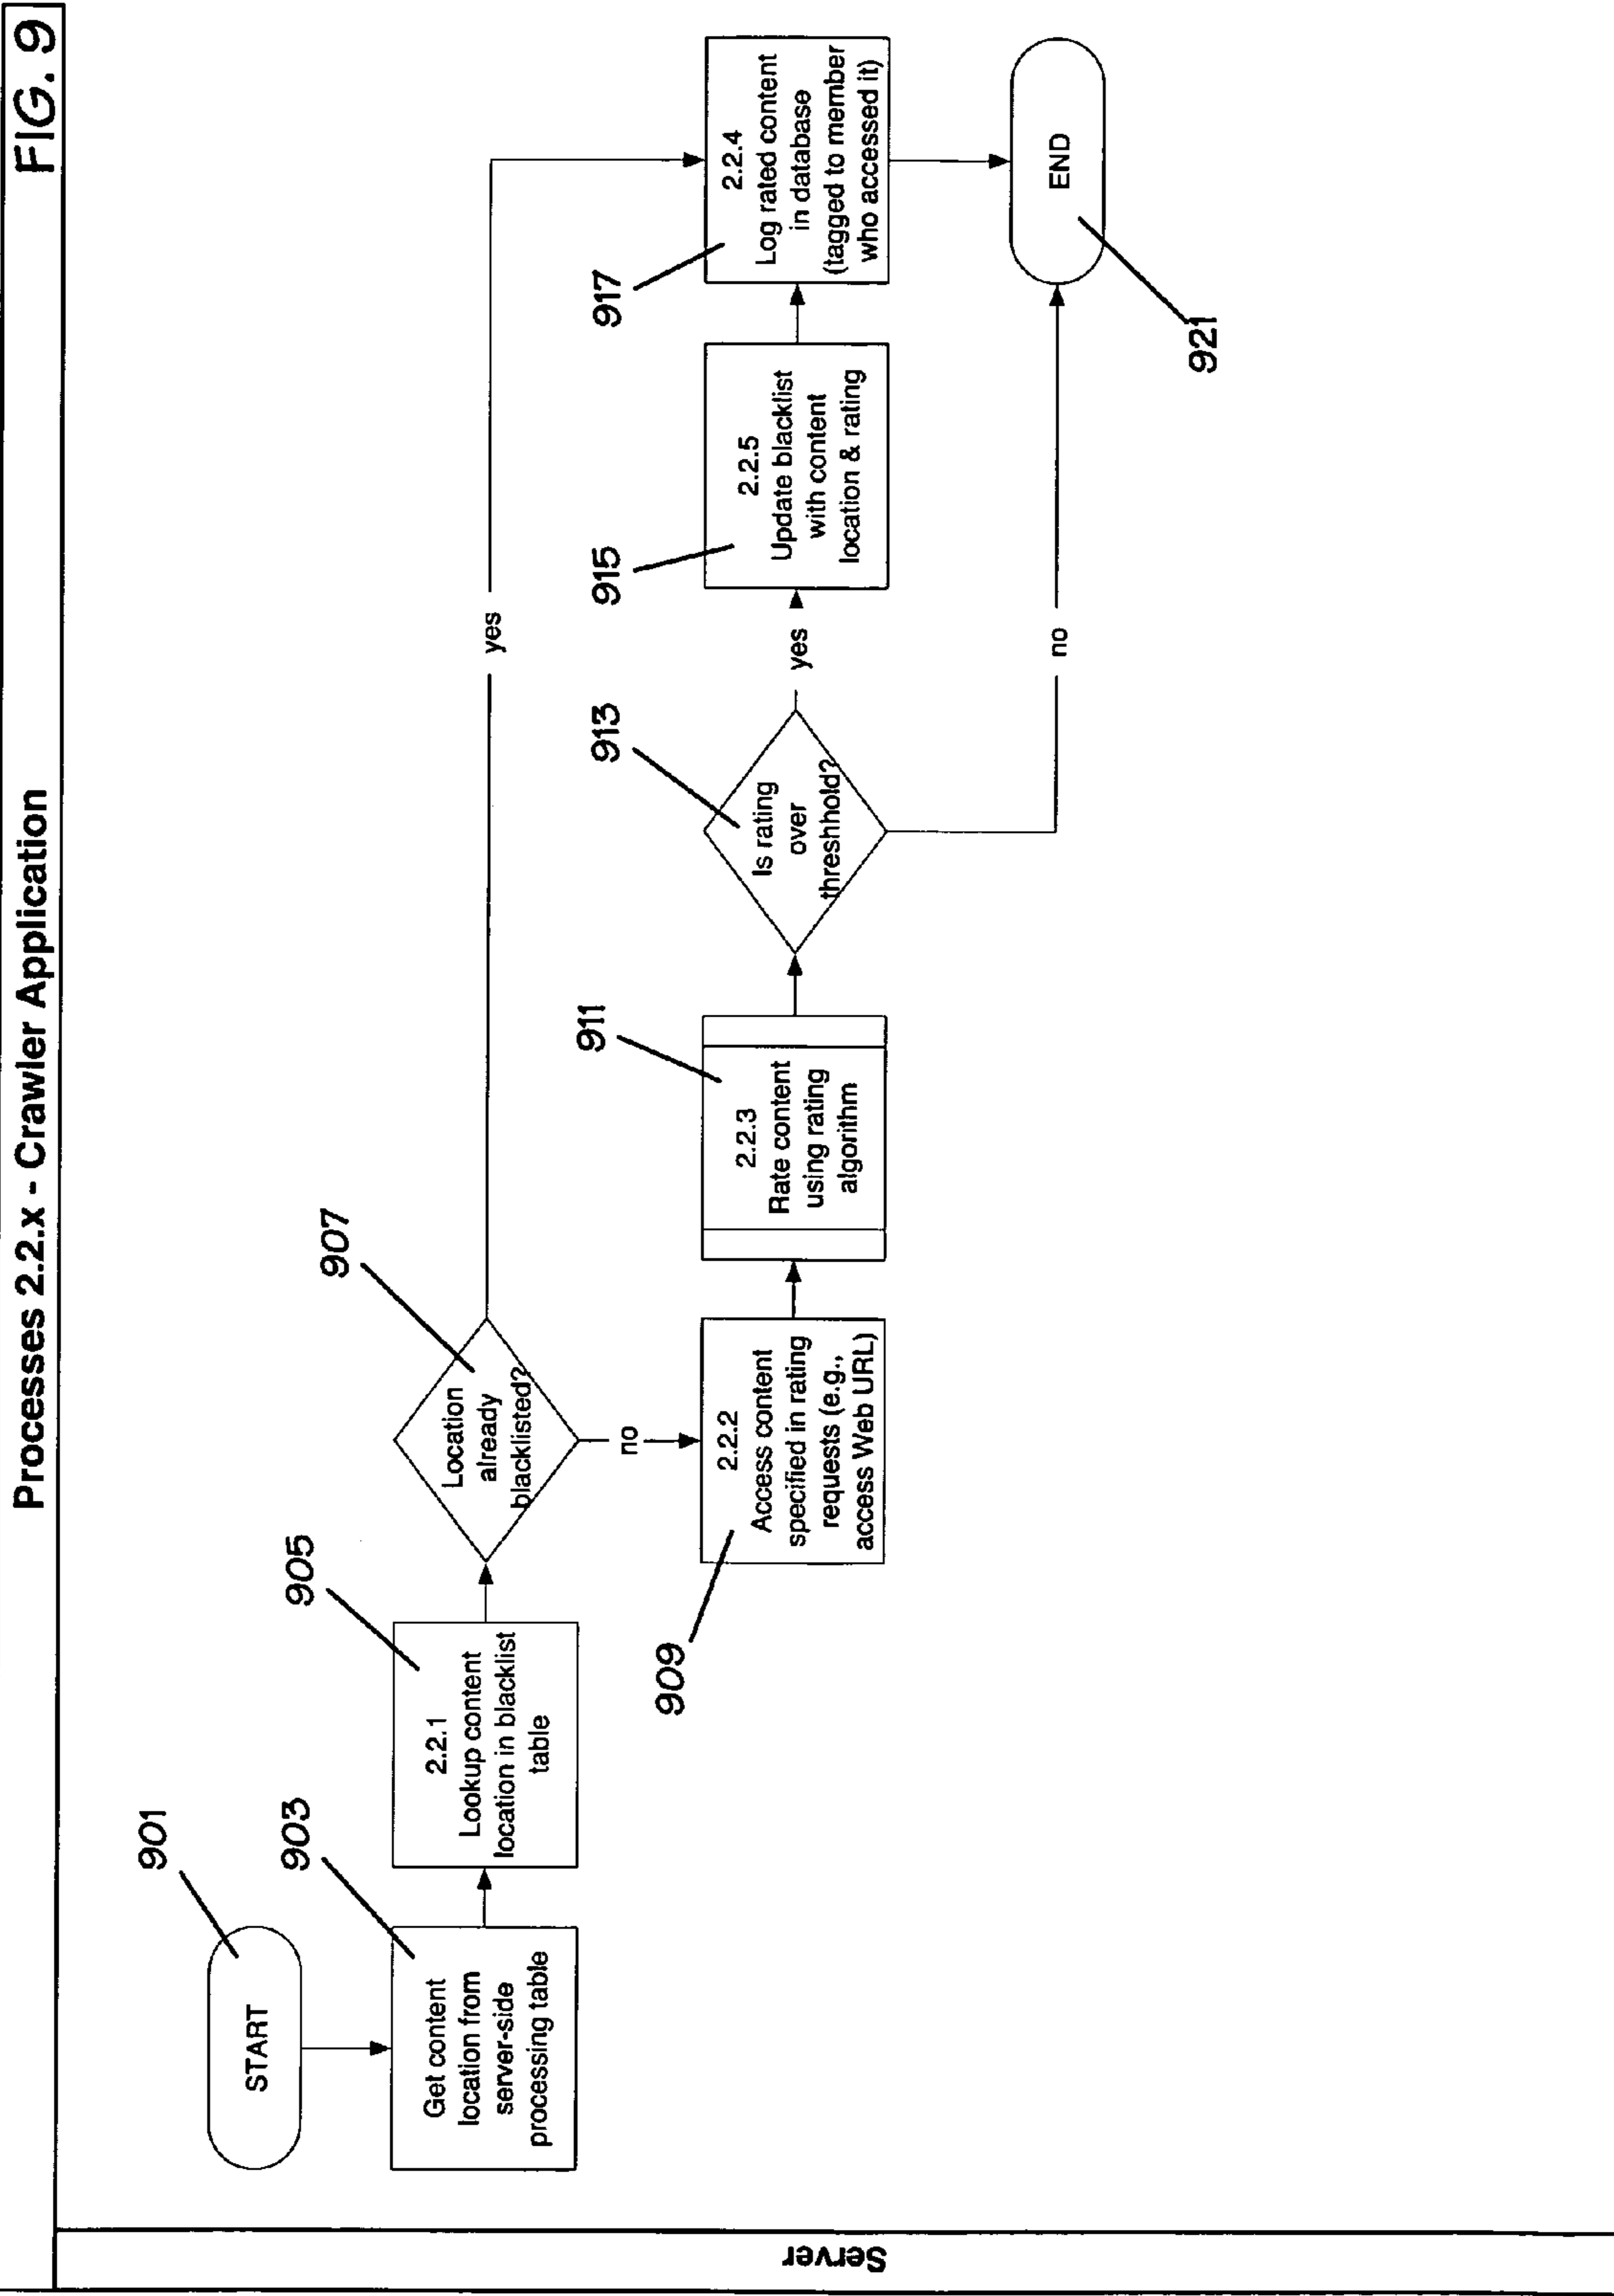 Processes 2.2.x - Crawler Application
FIG. 9
Server
901
START
903
Get content
location from
server-side
processing table
905
2.2.1
Lookup content
location in blacklist
table
907
Location
already
blacklisted?
yes
no
909
2.2.2
Access content
specified in rating
requests (e.g.,
access Web URL)
911
2.2.3
Rate content
using rating
algorithm
913
Is rating
over
threshhold?
yes
no
915
2.2.5
Update blacklist
with content
location & rating
917
2.2.4
Log rated content
in database
(tagged to member
who accessed it)
END
921